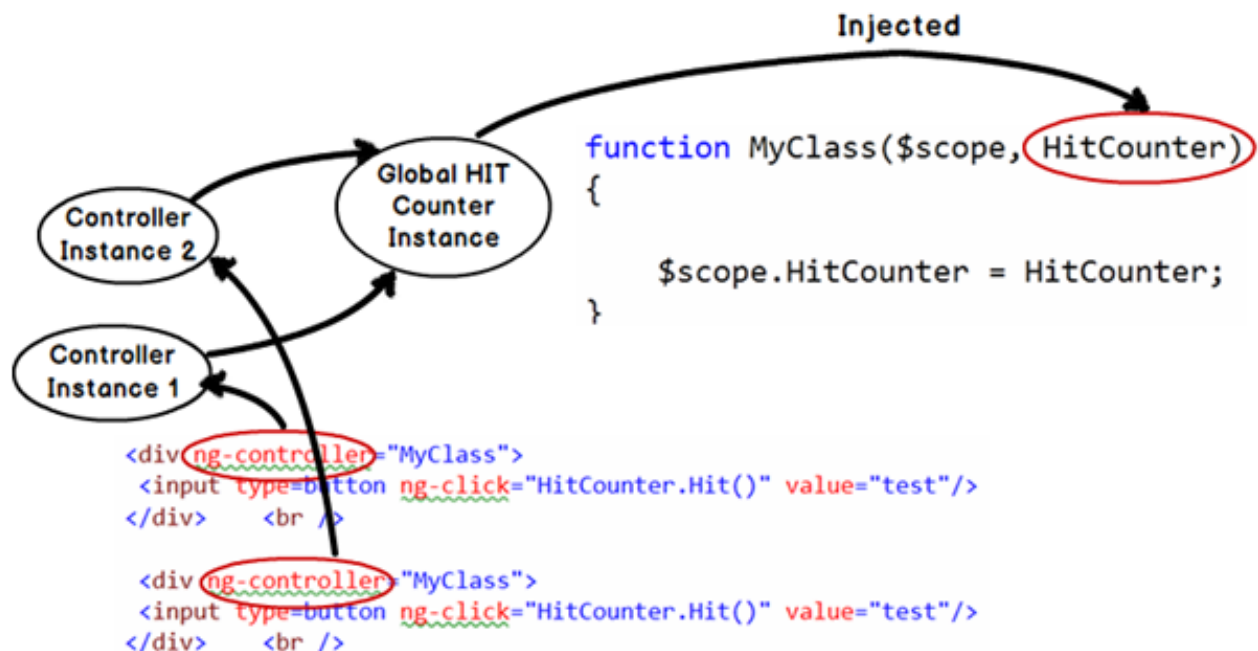 Injected
function MyClass($scope, HitCounter)
{
$scope.HitCounter = HitCounter;
}
Global HIT
Counter
Instance
Controller
Instance 2
Controller
Instance 1
<div ng-controller="MyClass">
<input type=button ng-click="HitCounter.Hit()" value="test"/>
</div> <br />
<div ng-controller="MyClass">
<input type=button ng-click="HitCounter.Hit()" value="test"/>
</div> <br />